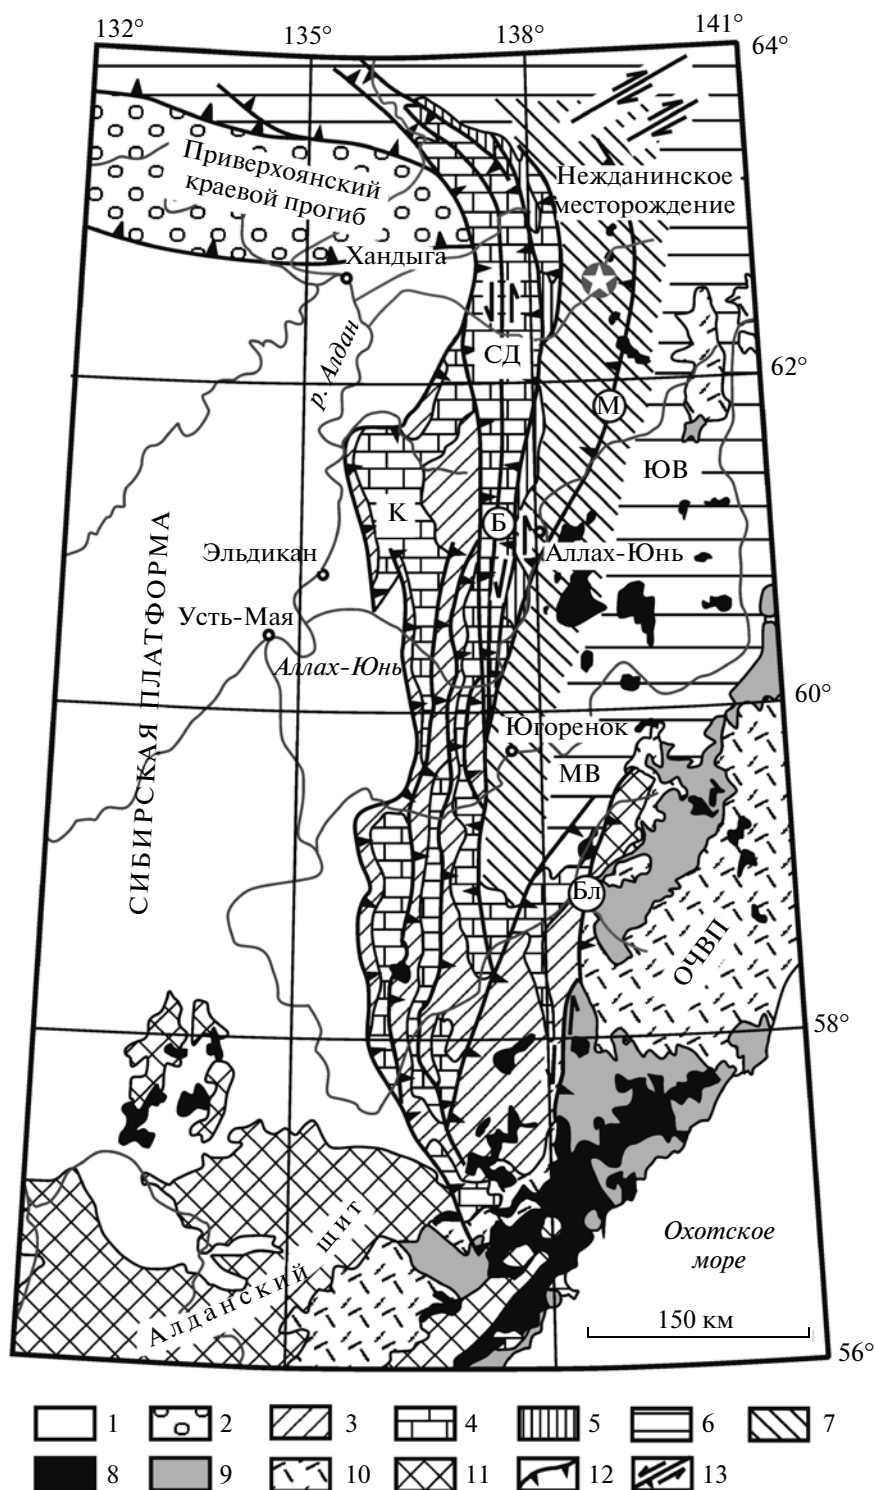 132°
135°
138°
141°
64°
Приверхоянский
краевой прогиб
Нежданинское
месторождение
Хандыга
р. Алдан
СД
62°
М
ЮВ
К
Б
Эльдикан
Аллах-Юнь
Усть-Мая
Аллах-Юнь
СИБИРСКАЯ ПЛАТФОРМА
60°
Югоренок
МВ
Бл
ОЧВП
58°
Алданский щит
Охотское
море
150 км
56°
1 2 3 4 5 6 7
8 9 10 11 12 13